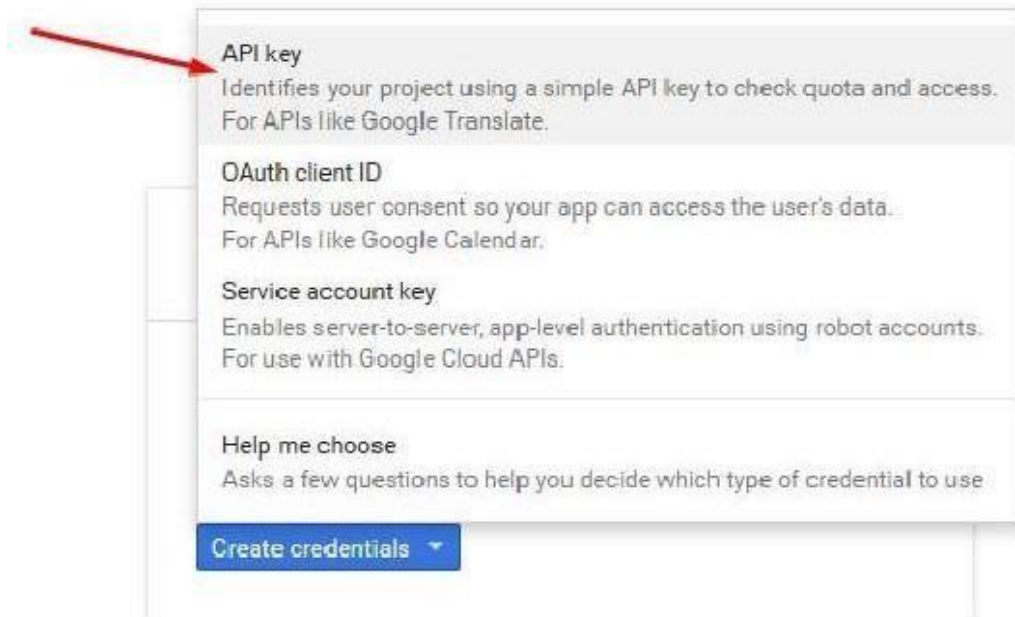 API key
Identifies your project using a simple API key to check quota and access.
For APIs like Google Translate.
OAuth client ID
Requests user consent so your app can access the user's data.
For APIs like Google Calendar.
Service account key
Enables server-to-server, app-level authentication using robot accounts.
For use with Google Cloud APIs.
Help me choose
Asks a few questions to help you decide which type of credential to use
Create credentials